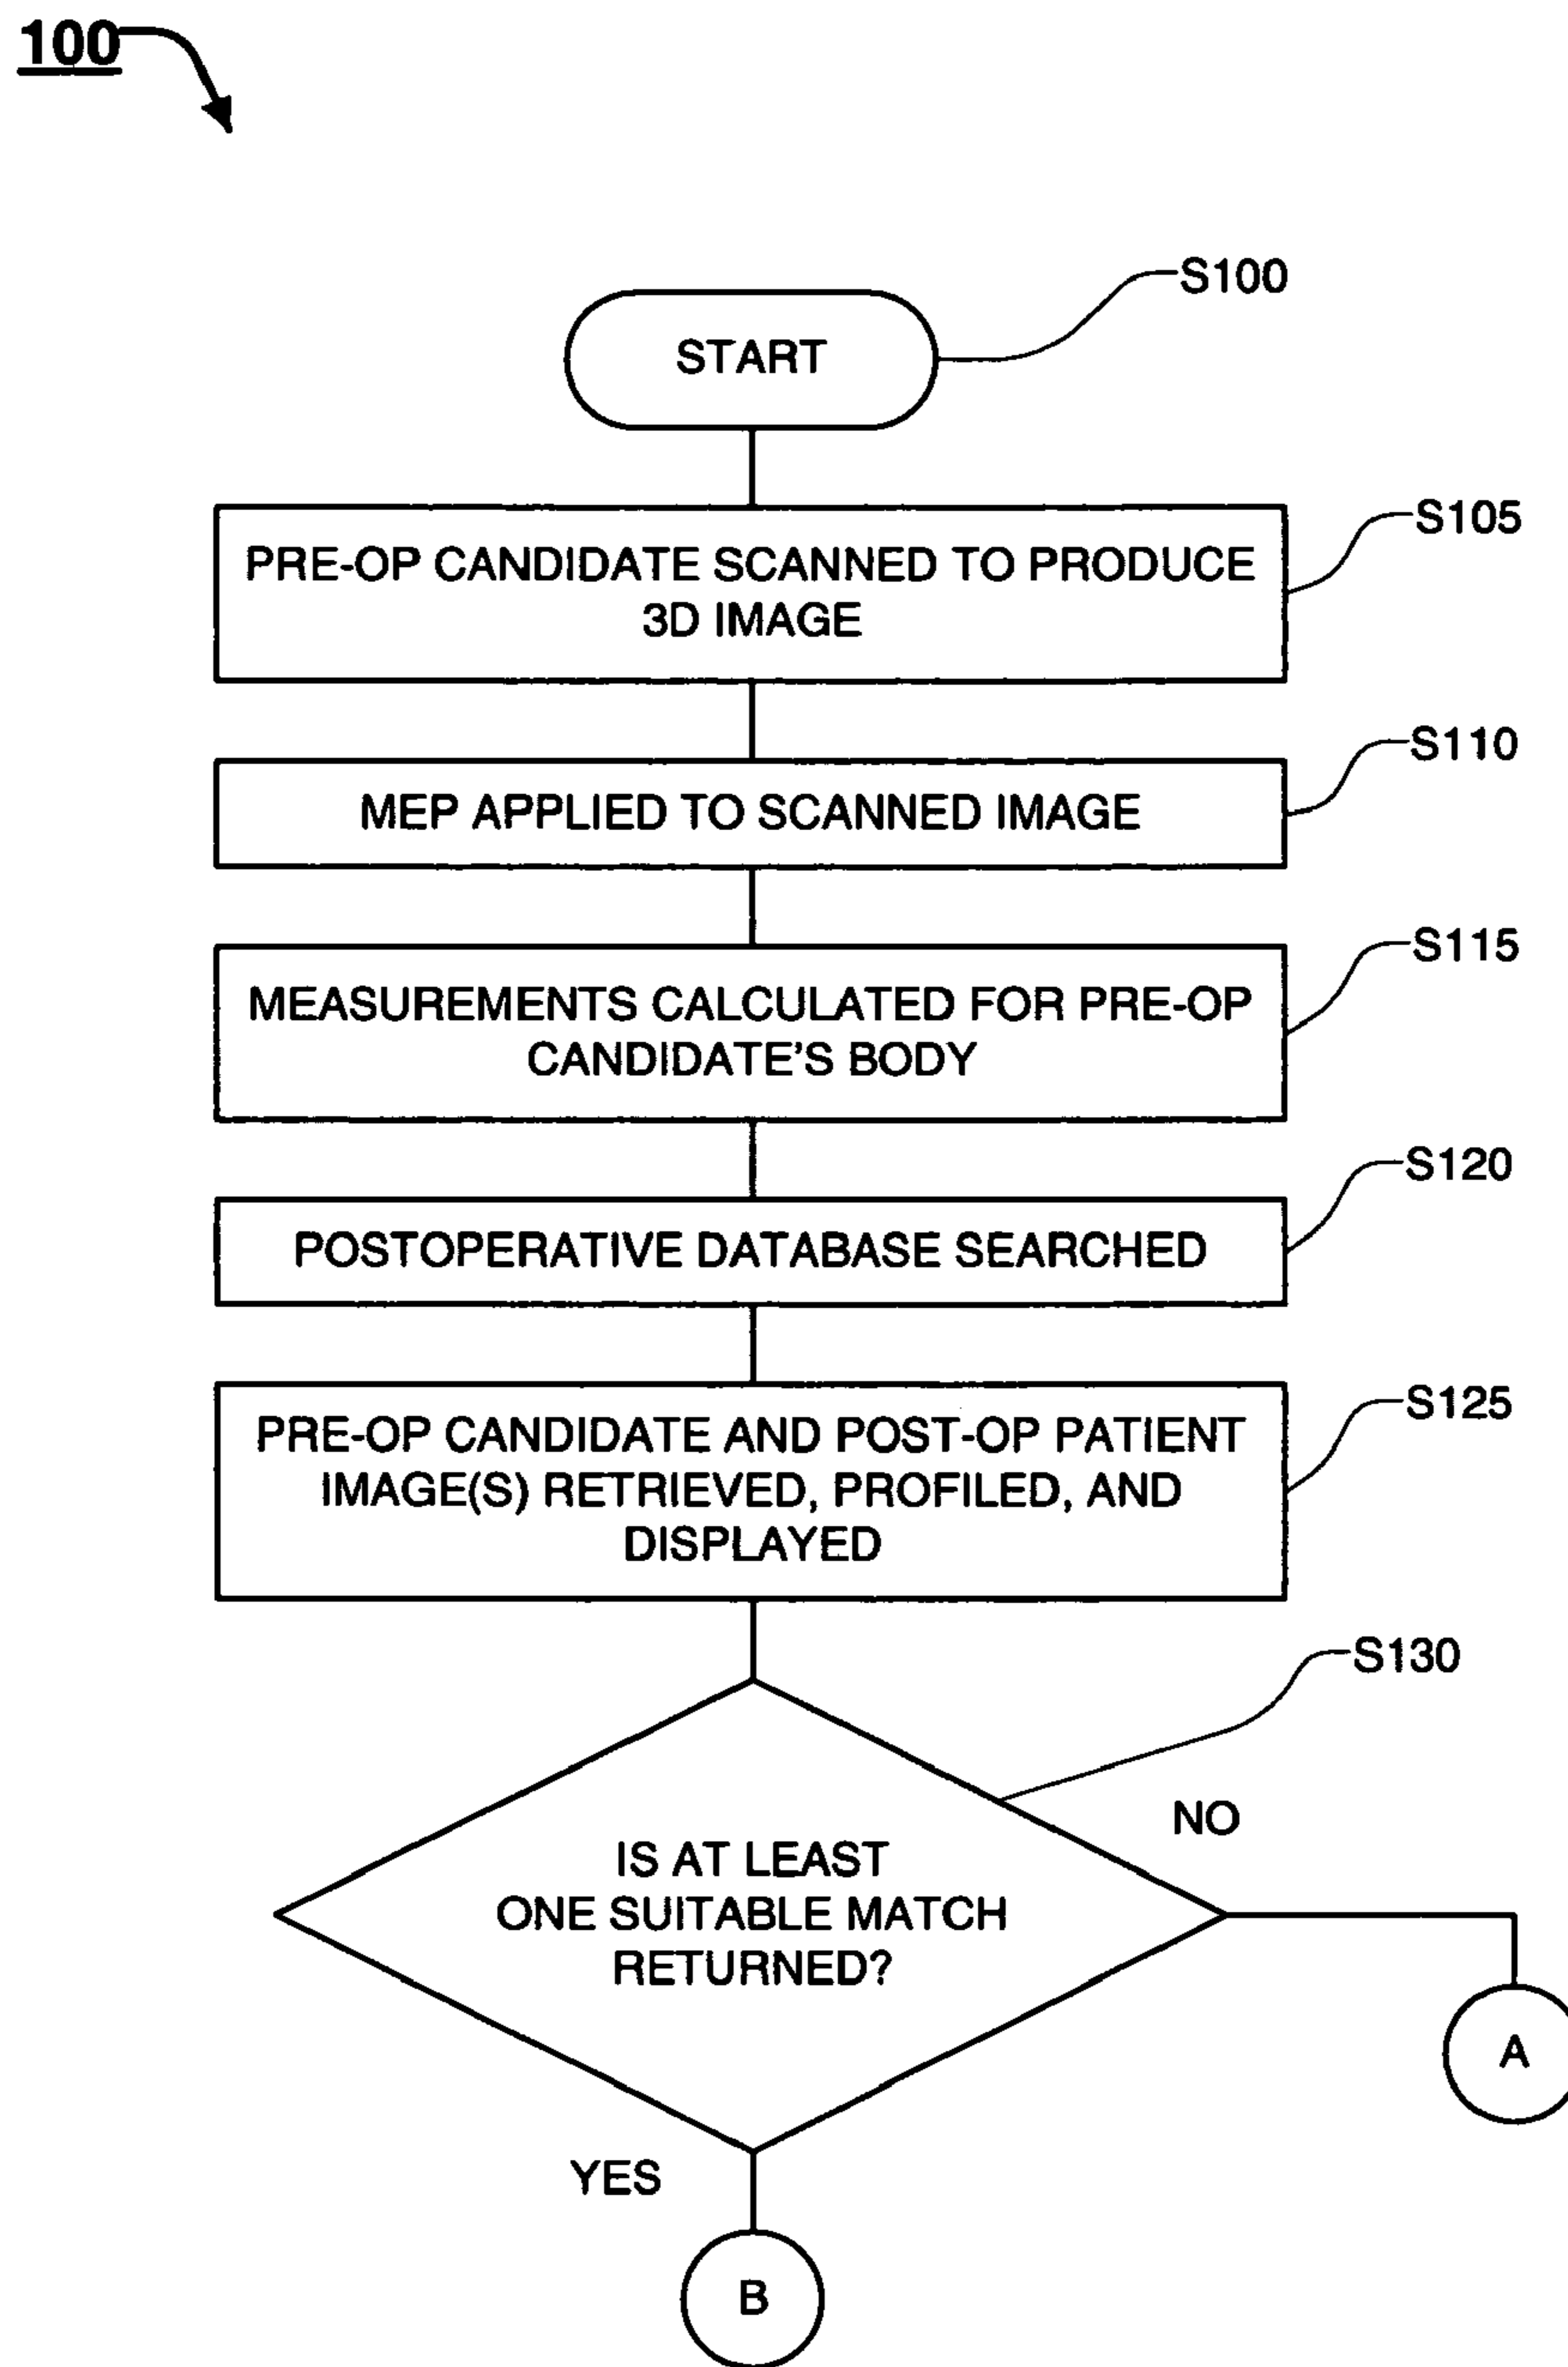 100
S100
START
S105
PRE-OP CANDIDATE SCANNED TO PRODUCE
3D IMAGE
S110
MEP APPLIED TO SCANNED IMAGE
S115
MEASUREMENTS CALCULATED FOR PRE-OP
CANDIDATE'S BODY
S120
POSTOPERATIVE DATABASE SEARCHED
S125
PRE-OP CANDIDATE AND POST-OP PATIENT
IMAGE(S) RETRIEVED, PROFILED, AND
DISPLAYED
S130
NO
IS AT LEAST
ONE SUITABLE MATCH
RETURNED?
A
YES
B